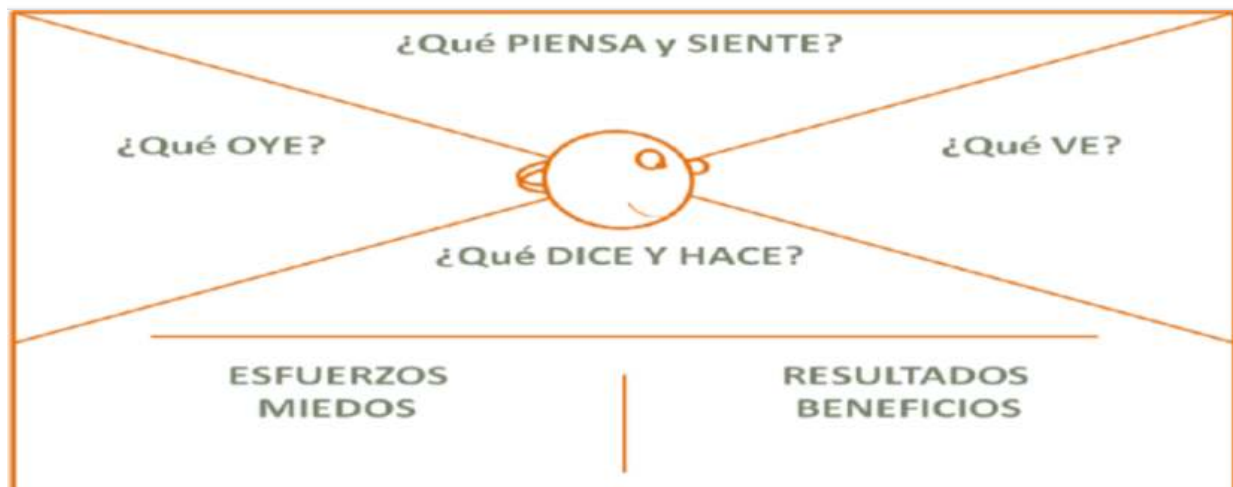 ¿Qué PIENSA y SIENTE?
¿Qué OYE?
¿Qué VE?
¿Qué DICE Y HACE?
ESFUERZOS
MIEDOS
RESULTADOS
BENEFICIOS